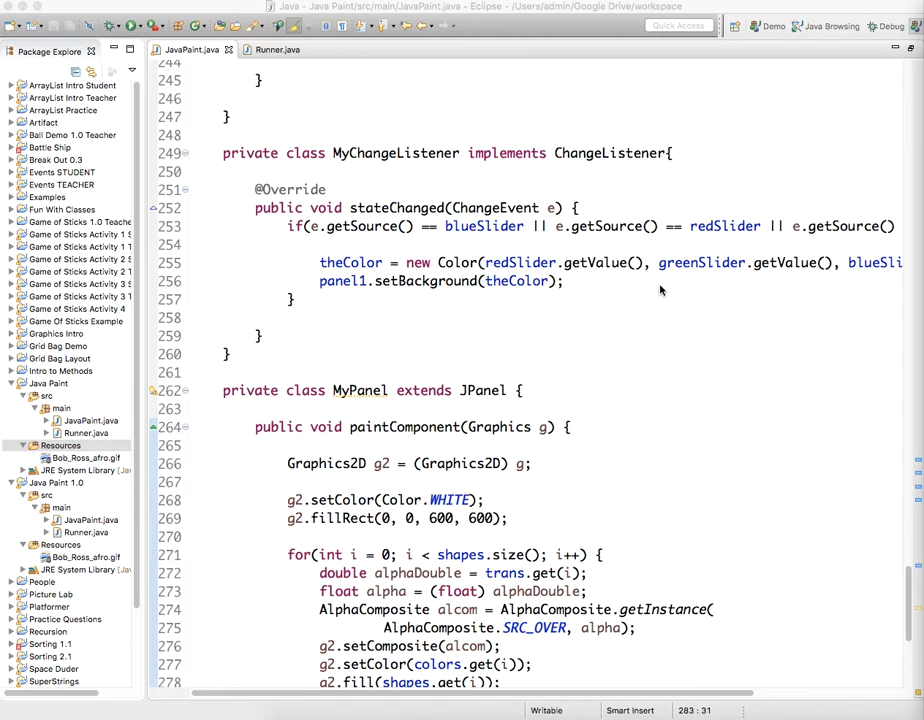 Java - Java Paint/src/main/JavaPaint.java - Eclipse - /Users/admin/Google Drive/workspace
Quick Access
Demo
Java Browsing
Debug
Package Explorer
JavaPaint.java
Runner.java
ArrayList Intro Student
ArrayList Intro Teacher
ArrayList Practice
Artifact
Ball Demo 1.0 Teacher
Battle Ship
Break Out 0.3
Events STUDENT
Events TEACHER
Examples
Fun With Classes
Game of Sticks 1.0 Teache
Game of Sticks Activity 1 S
Game of Sticks Activity 1 T
Game of Sticks Activity 2 S
Game of Sticks Activity 2 T
Game of Sticks Activity 3 S
Game of Sticks Activity 3 T
Game of Sticks Activity 4
Game Of Sticks Example
Graphics Intro
Grid Bag Demo
Grid Bag Layout
Intro to Methods
Java Paint
src
main
JavaPaint.java
Runner.java
Resources
Bob_Ross_afro.gif
JRE System Library [Jav
Java Paint 1.0
src
main
JavaPaint.java
Runner.java
Resources
Bob_Ross_afro.gif
JRE System Library [Jav
People
Picture Lab
Platformer
Practice Questions
Recursion
Sorting 1.1
Sorting 2.1
Space Duder
SuperStrings
244
245 }
246
247 }
248
249 private class MyChangeListener implements ChangeListener{
250
251 @Override
252 public void stateChanged(ChangeEvent e) {
253 if(e.getSource() == blueSlider || e.getSource() == redSlider || e.getSource()
254
255 theColor = new Color(redSlider.getValue(), greenSlider.getValue(), blueSli
256 panel1.setBackground(theColor);
257 }
258
259 }
260 }
261
262 private class MyPanel extends JPanel {
263
264 public void paintComponent(Graphics g) {
265
266 Graphics2D g2 = (Graphics2D) g;
267
268 g2.setColor(Color.WHITE);
269 g2.fillRect(0, 0, 600, 600);
270
271 for(int i = 0; i < shapes.size(); i++) {
272 double alphaDouble = trans.get(i);
273 float alpha = (float) alphaDouble;
274 AlphaComposite alcom = AlphaComposite.getInstance(
275 AlphaComposite.SRC_OVER, alpha);
276 g2.setComposite(alcom);
277 g2.setColor(colors.get(i));
278 g2.fill(shapes.get(i));
Writable
Smart Insert
283 : 31